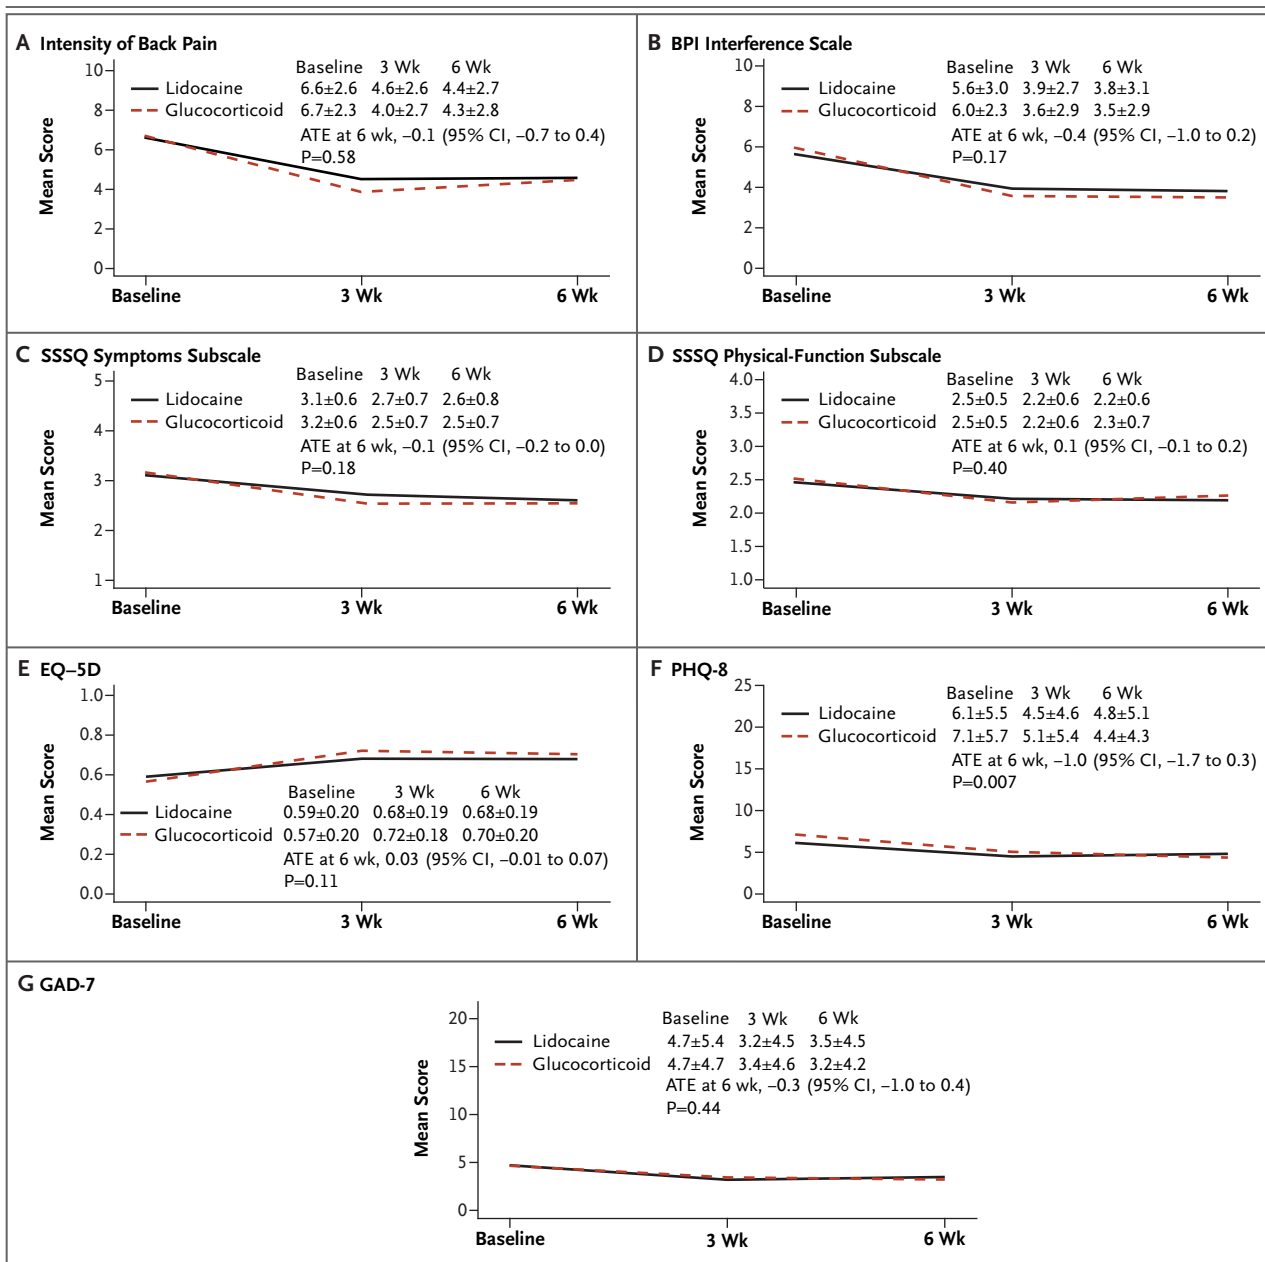 A Intensity of Back Pain
Mean Score
10
8
6
4
2
0
Baseline 3 Wk 6 Wk
Lidocaine 6.6±2.6 4.6±2.6 4.4±2.7
Glucocorticoid 6.7±2.3 4.0±2.7 4.3±2.8
ATE at 6 wk, –0.1 (95% CI, –0.7 to 0.4)
P=0.58
Baseline 3 Wk 6 Wk
B BPI Interference Scale
Mean Score
10
8
6
4
2
0
Baseline 3 Wk 6 Wk
Lidocaine 5.6±3.0 3.9±2.7 3.8±3.1
Glucocorticoid 6.0±2.3 3.6±2.9 3.5±2.9
ATE at 6 wk, –0.4 (95% CI, –1.0 to 0.2)
P=0.17
Baseline 3 Wk 6 Wk
C SSSQ Symptoms Subscale
Mean Score
5
4
3
2
1
Baseline 3 Wk 6 Wk
Lidocaine 3.1±0.6 2.7±0.7 2.6±0.8
Glucocorticoid 3.2±0.6 2.5±0.7 2.5±0.7
ATE at 6 wk, –0.1 (95% CI, –0.2 to 0.0)
P=0.18
Baseline 3 Wk 6 Wk
D SSSQ Physical-Function Subscale
Mean Score
4.0
3.5
3.0
2.5
2.0
1.5
1.0
Baseline 3 Wk 6 Wk
Lidocaine 2.5±0.5 2.2±0.6 2.2±0.6
Glucocorticoid 2.5±0.5 2.2±0.6 2.3±0.7
ATE at 6 wk, 0.1 (95% CI, –0.1 to 0.2)
P=0.40
Baseline 3 Wk 6 Wk
E EQ–5D
Mean Score
1.0
0.8
0.6
0.4
0.2
0.0
Baseline 3 Wk 6 Wk
Lidocaine 0.59±0.20 0.68±0.19 0.68±0.19
Glucocorticoid 0.57±0.20 0.72±0.18 0.70±0.20
ATE at 6 wk, 0.03 (95% CI, –0.01 to 0.07)
P=0.11
Baseline 3 Wk 6 Wk
F PHQ-8
Mean Score
25
20
15
10
5
0
Baseline 3 Wk 6 Wk
Lidocaine 6.1±5.5 4.5±4.6 4.8±5.1
Glucocorticoid 7.1±5.7 5.1±5.4 4.4±4.3
ATE at 6 wk, –1.0 (95% CI, –1.7 to 0.3)
P=0.007
Baseline 3 Wk 6 Wk
G GAD-7
Mean Score
20
15
10
5
0
Baseline 3 Wk 6 Wk
Lidocaine 4.7±5.4 3.2±4.5 3.5±4.5
Glucocorticoid 4.7±4.7 3.4±4.6 3.2±4.2
ATE at 6 wk, –0.3 (95% CI, –1.0 to 0.4)
P=0.44
Baseline 3 Wk 6 Wk